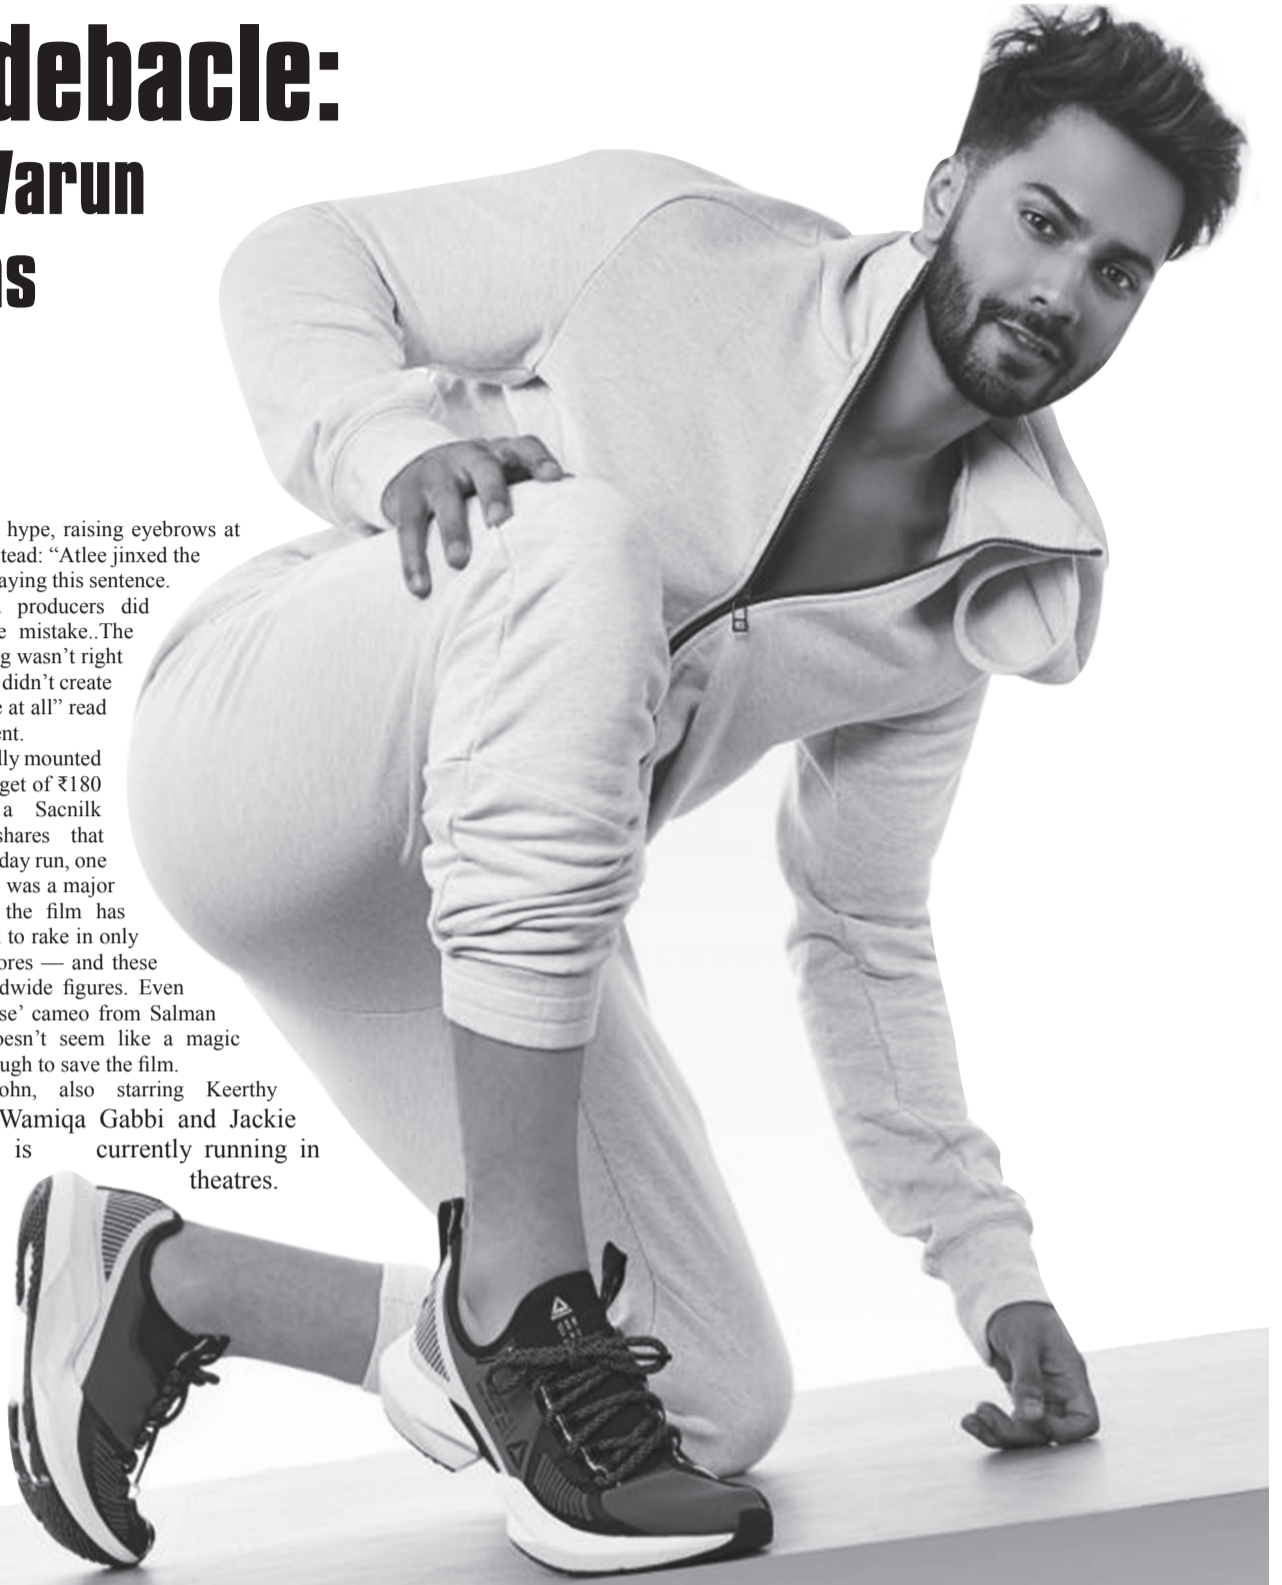 debacle:
Varun
ns
hype, raising eyebrows at
tead: “Atlee jinxed the
aying this sentence.
producers did
e mistake..The
g wasn’t right
didn’t create
e at all” read
ent.
lly mounted
get of ₹180
a Sacnilk
shares that
day run, one
was a major
the film has
to rake in only
ores — and these
dwide figures. Even
se’ cameo from Salman
oesn’t seem like a magic
ugh to save the film.
ohn, also starring Keerthy
Wamiqa Gabbi and Jackie
is currently running in
theatres.